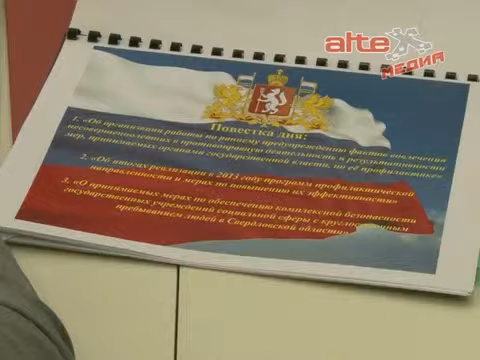 altex
МЕДИА
Повестка дня:
1. «Об организации работы по раннему предупреждению фактов вовлечения
несовершеннолетних в противоправную деятельность и результативности
мер, принимаемых органами государственной власти, по её профилактике»
2. «Об итогах реализации в 2013 году программ профилактической
направленности и мерах по повышению их эффективности»
3. «О принимаемых мерах по обеспечению комплексной безопасности
государственных учреждений социальной сферы с круглосуточным
пребыванием людей в Свердловской области»